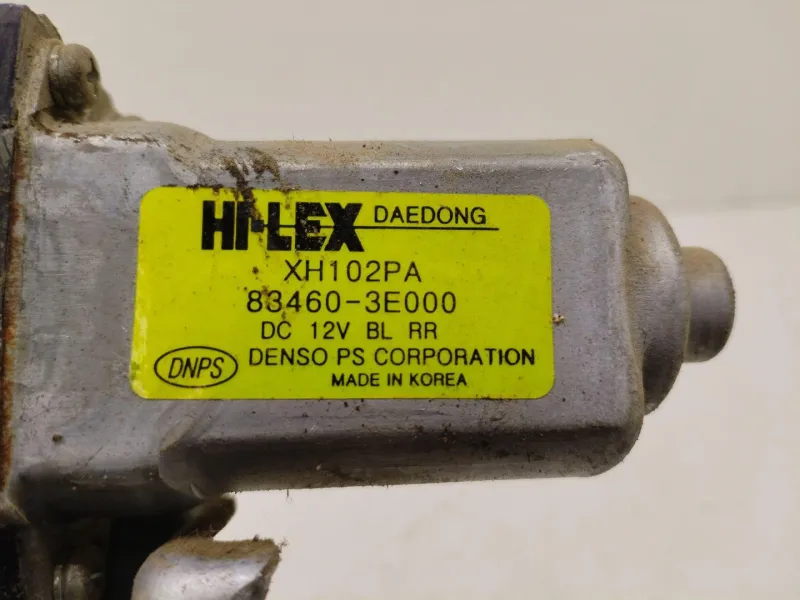 HI-LEX DAEDONG
XH102PA
83460-3E000
DC 12V BL RR
DNPS DENSO PS CORPORATION
MADE IN KOREA